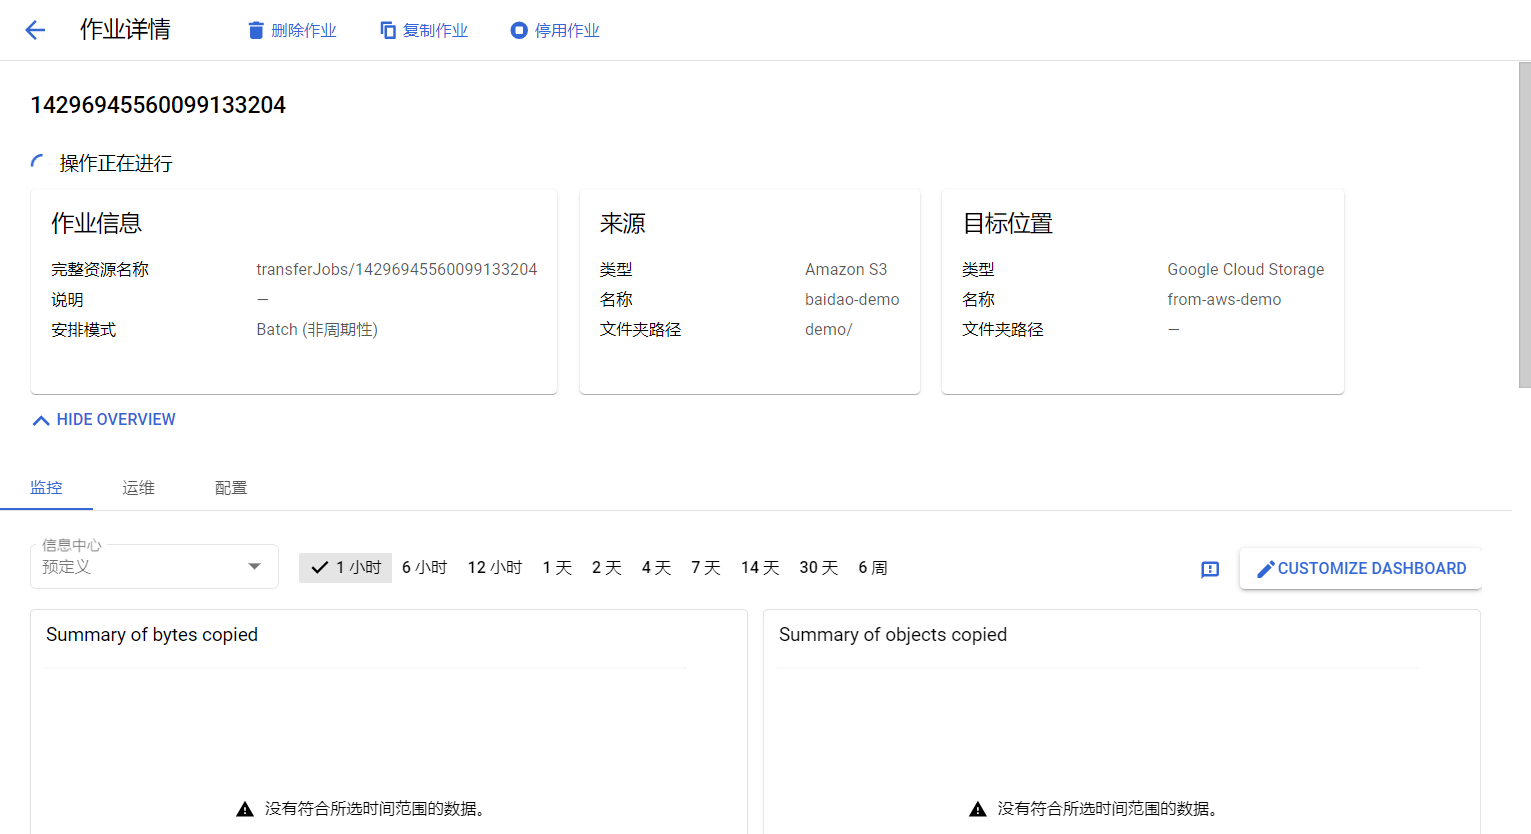 作业详情 删除作业 复制作业 停用作业
14296945560099133204
操作正在进行
作业信息
完整资源名称 transferJobs/14296945560099133204
说明 —
安排模式 Batch (非周期性)
来源
类型 Amazon S3
名称 baidao-demo
文件夹路径 demo/
目标位置
类型 Google Cloud Storage
名称 from-aws-demo
文件夹路径 —
HIDE OVERVIEW
监控 运维 配置
信息中心
预定义
1 小时 6 小时 12 小时 1 天 2 天 4 天 7 天 14 天 30 天 6 周
CUSTOMIZE DASHBOARD
Summary of bytes copied
没有符合所选时间范围的数据。
Summary of objects copied
没有符合所选时间范围的数据。